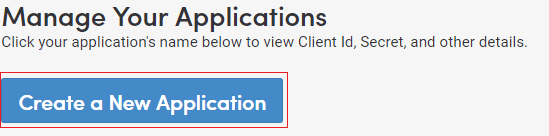 Manage Your Applications
Click your application's name below to view Client Id, Secret, and other details.
Create a New Application